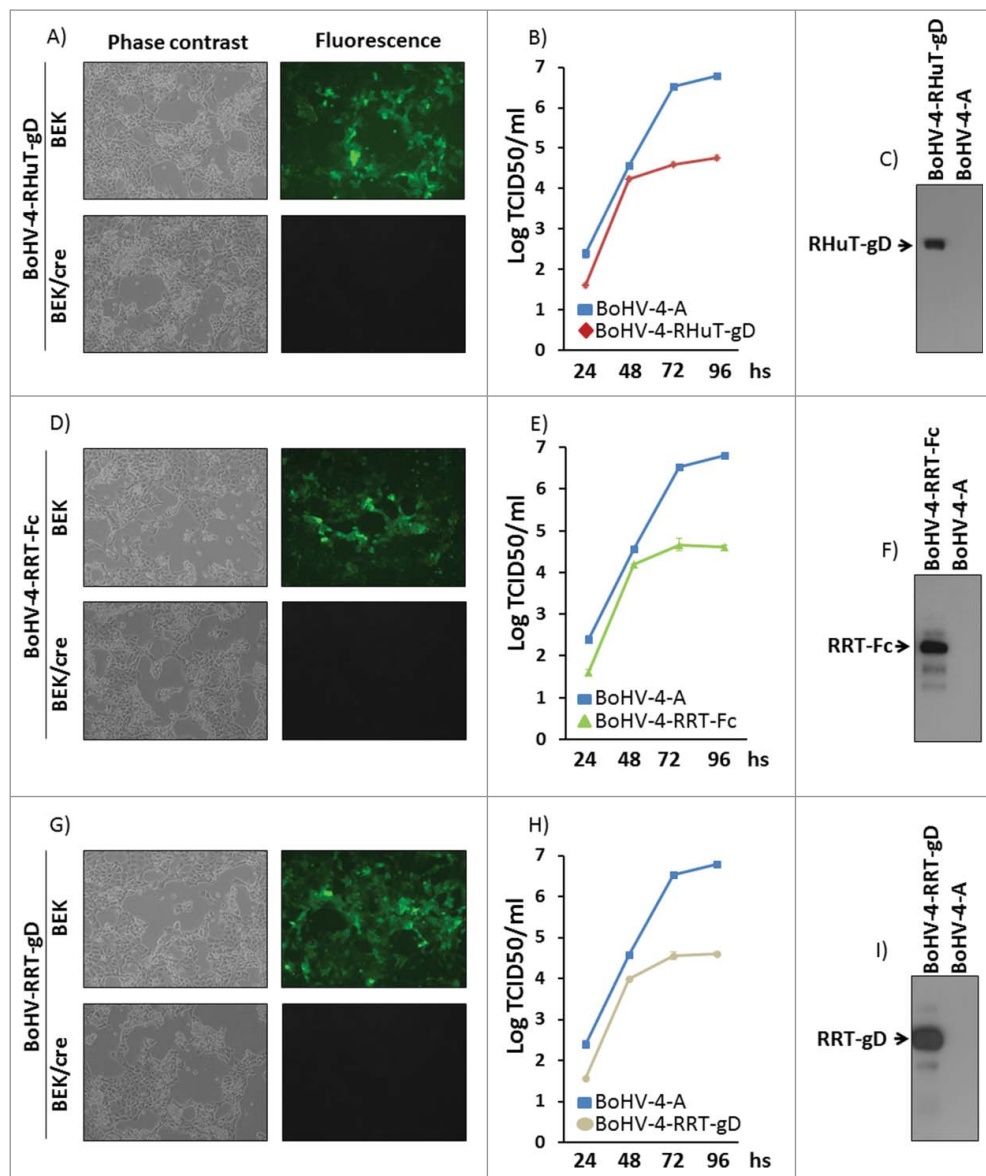 A)
Phase contrast
Fluorescence
BoHV-4-RHuT-gD
BEK
BEK/cre
B)
Log TCID50/ml
7
6
5
4
3
2
1
0
BoHV-4-A
BoHV-4-RHuT-gD
24 48 72 96 hs
C)
BoHV-4-RHuT-gD
BoHV-4-A
RHuT-gD
D)
BoHV-4-RRT-Fc
BEK
BEK/cre
E)
Log TCID50/ml
7
6
5
4
3
2
1
0
BoHV-4-A
BoHV-4-RRT-Fc
24 48 72 96 hs
F)
BoHV-4-RRT-Fc
BoHV-4-A
RRT-Fc
G)
BoHV-RRT-gD
BEK
BEK/cre
H)
Log TCID50/ml
7
6
5
4
3
2
1
0
BoHV-4-A
BoHV-4-RRT-gD
24 48 72 96 hs
I)
BoHV-4-RRT-gD
BoHV-4-A
RRT-gD